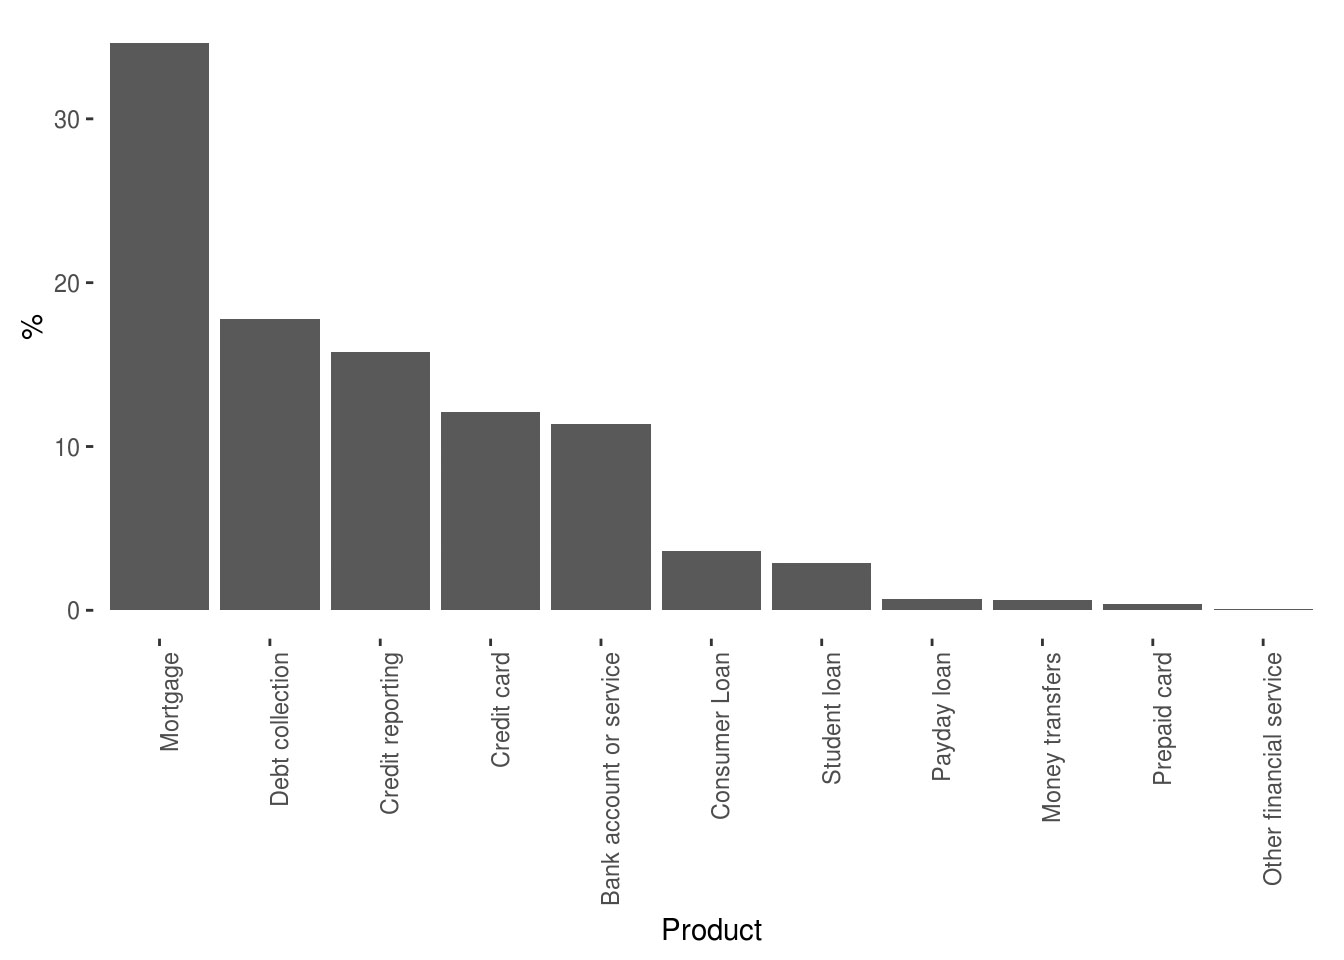 30
20
10
0
%
Mortgage
Debt collection
Credit reporting
Credit card
Bank account or service
Consumer Loan
Student loan
Payday loan
Money transfers
Prepaid card
Other financial service
Product